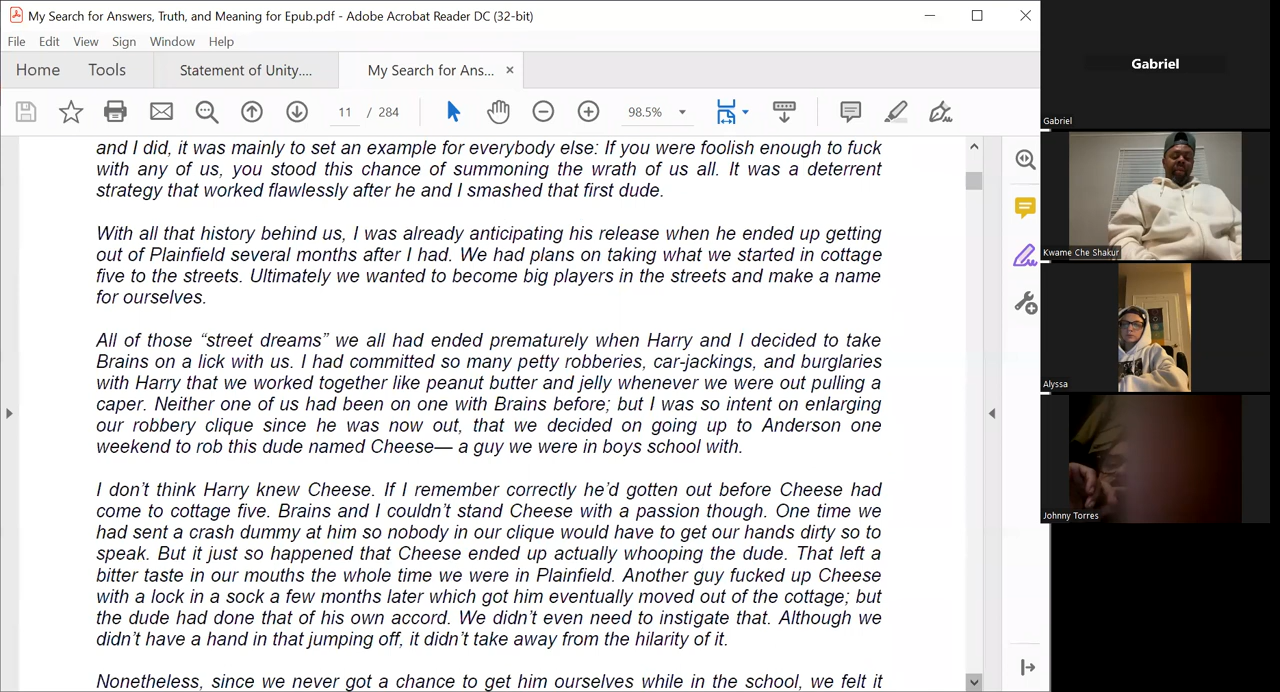 My Search for Answers, Truth, and Meaning for Epub.pdf - Adobe Acrobat Reader DC (32-bit)
File Edit View Sign Window Help
Home Tools Statement of Unity.... My Search for Ans... ×
11 / 284 98.5%
and I did, it was mainly to set an example for everybody else: If you were foolish enough to fuck
with any of us, you stood this chance of summoning the wrath of us all. It was a deterrent
strategy that worked flawlessly after he and I smashed that first dude.
With all that history behind us, I was already anticipating his release when he ended up getting
out of Plainfield several months after I had. We had plans on taking what we started in cottage
five to the streets. Ultimately we wanted to become big players in the streets and make a name
for ourselves.
All of those “street dreams” we all had ended prematurely when Harry and I decided to take
Brains on a lick with us. I had committed so many petty robberies, car-jackings, and burglaries
with Harry that we worked together like peanut butter and jelly whenever we were out pulling a
caper. Neither one of us had been on one with Brains before; but I was so intent on enlarging
our robbery clique since he was now out, that we decided on going up to Anderson one
weekend to rob this dude named Cheese— a guy we were in boys school with.
I don’t think Harry knew Cheese. If I remember correctly he’d gotten out before Cheese had
come to cottage five. Brains and I couldn’t stand Cheese with a passion though. One time we
had sent a crash dummy at him so nobody in our clique would have to get our hands dirty so to
speak. But it just so happened that Cheese ended up actually whooping the dude. That left a
bitter taste in our mouths the whole time we were in Plainfield. Another guy fucked up Cheese
with a lock in a sock a few months later which got him eventually moved out of the cottage; but
the dude had done that of his own accord. We didn’t even need to instigate that. Although we
didn’t have a hand in that jumping off, it didn’t take away from the hilarity of it.
Nonetheless, since we never got a chance to get him ourselves while in the school, we felt it
Gabriel
Gabriel
Kwame Che Shakur
Alyssa
Johnny Torres